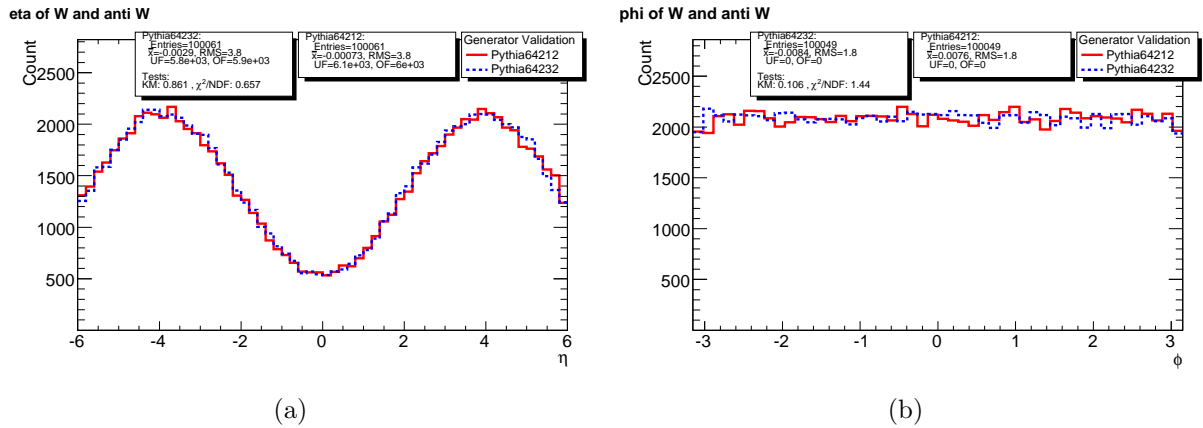 eta of W and anti W
Pythia64232:
Entries=100061
x̄=-0.0029, RMS=3.8
UF=5.8e+03, OF=5.9e+03
Tests:
KM: 0.861 , χ²/NDF: 0.657
Pythia64212:
Entries=100061
x̄=-0.00073, RMS=3.8
UF=6.1e+03, OF=6e+03
Generator Validation
Pythia64212
Pythia64232
Count
2500
2000
1500
1000
500
-6 -4 -2 0 2 4 6
η
(a)
phi of W and anti W
Pythia64232:
Entries=100049
x̄=-0.0084, RMS=1.8
UF=0, OF=0
Tests:
KM: 0.106 , χ²/NDF: 1.44
Pythia64212:
Entries=100049
x̄=0.0076, RMS=1.8
UF=0, OF=0
Generator Validation
Pythia64212
Pythia64232
Count
2500
2000
1500
1000
500
-3 -2 -1 0 1 2 3
ϕ
(b)